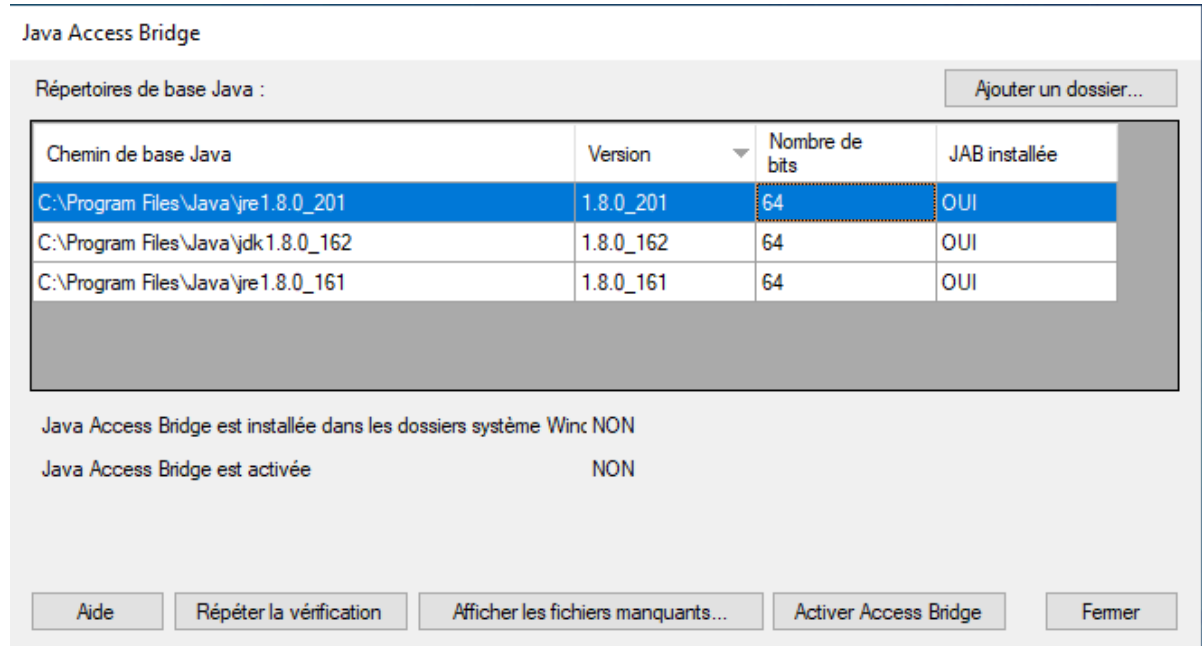 Java Access Bridge
Répertoires de base Java :
Ajouter un dossier...
Chemin de base Java Version Nombre de bits JAB installée
C:\Program Files\Java\jre1.8.0_201 1.8.0_201 64 OUI
C:\Program Files\Java\jdk1.8.0_162 1.8.0_162 64 OUI
C:\Program Files\Java\jre1.8.0_161 1.8.0_161 64 OUI
Java Access Bridge est installée dans les dossiers système Winc NON
Java Access Bridge est activée NON
Aide Répéter la vérification Afficher les fichiers manquants... Activer Access Bridge Fermer